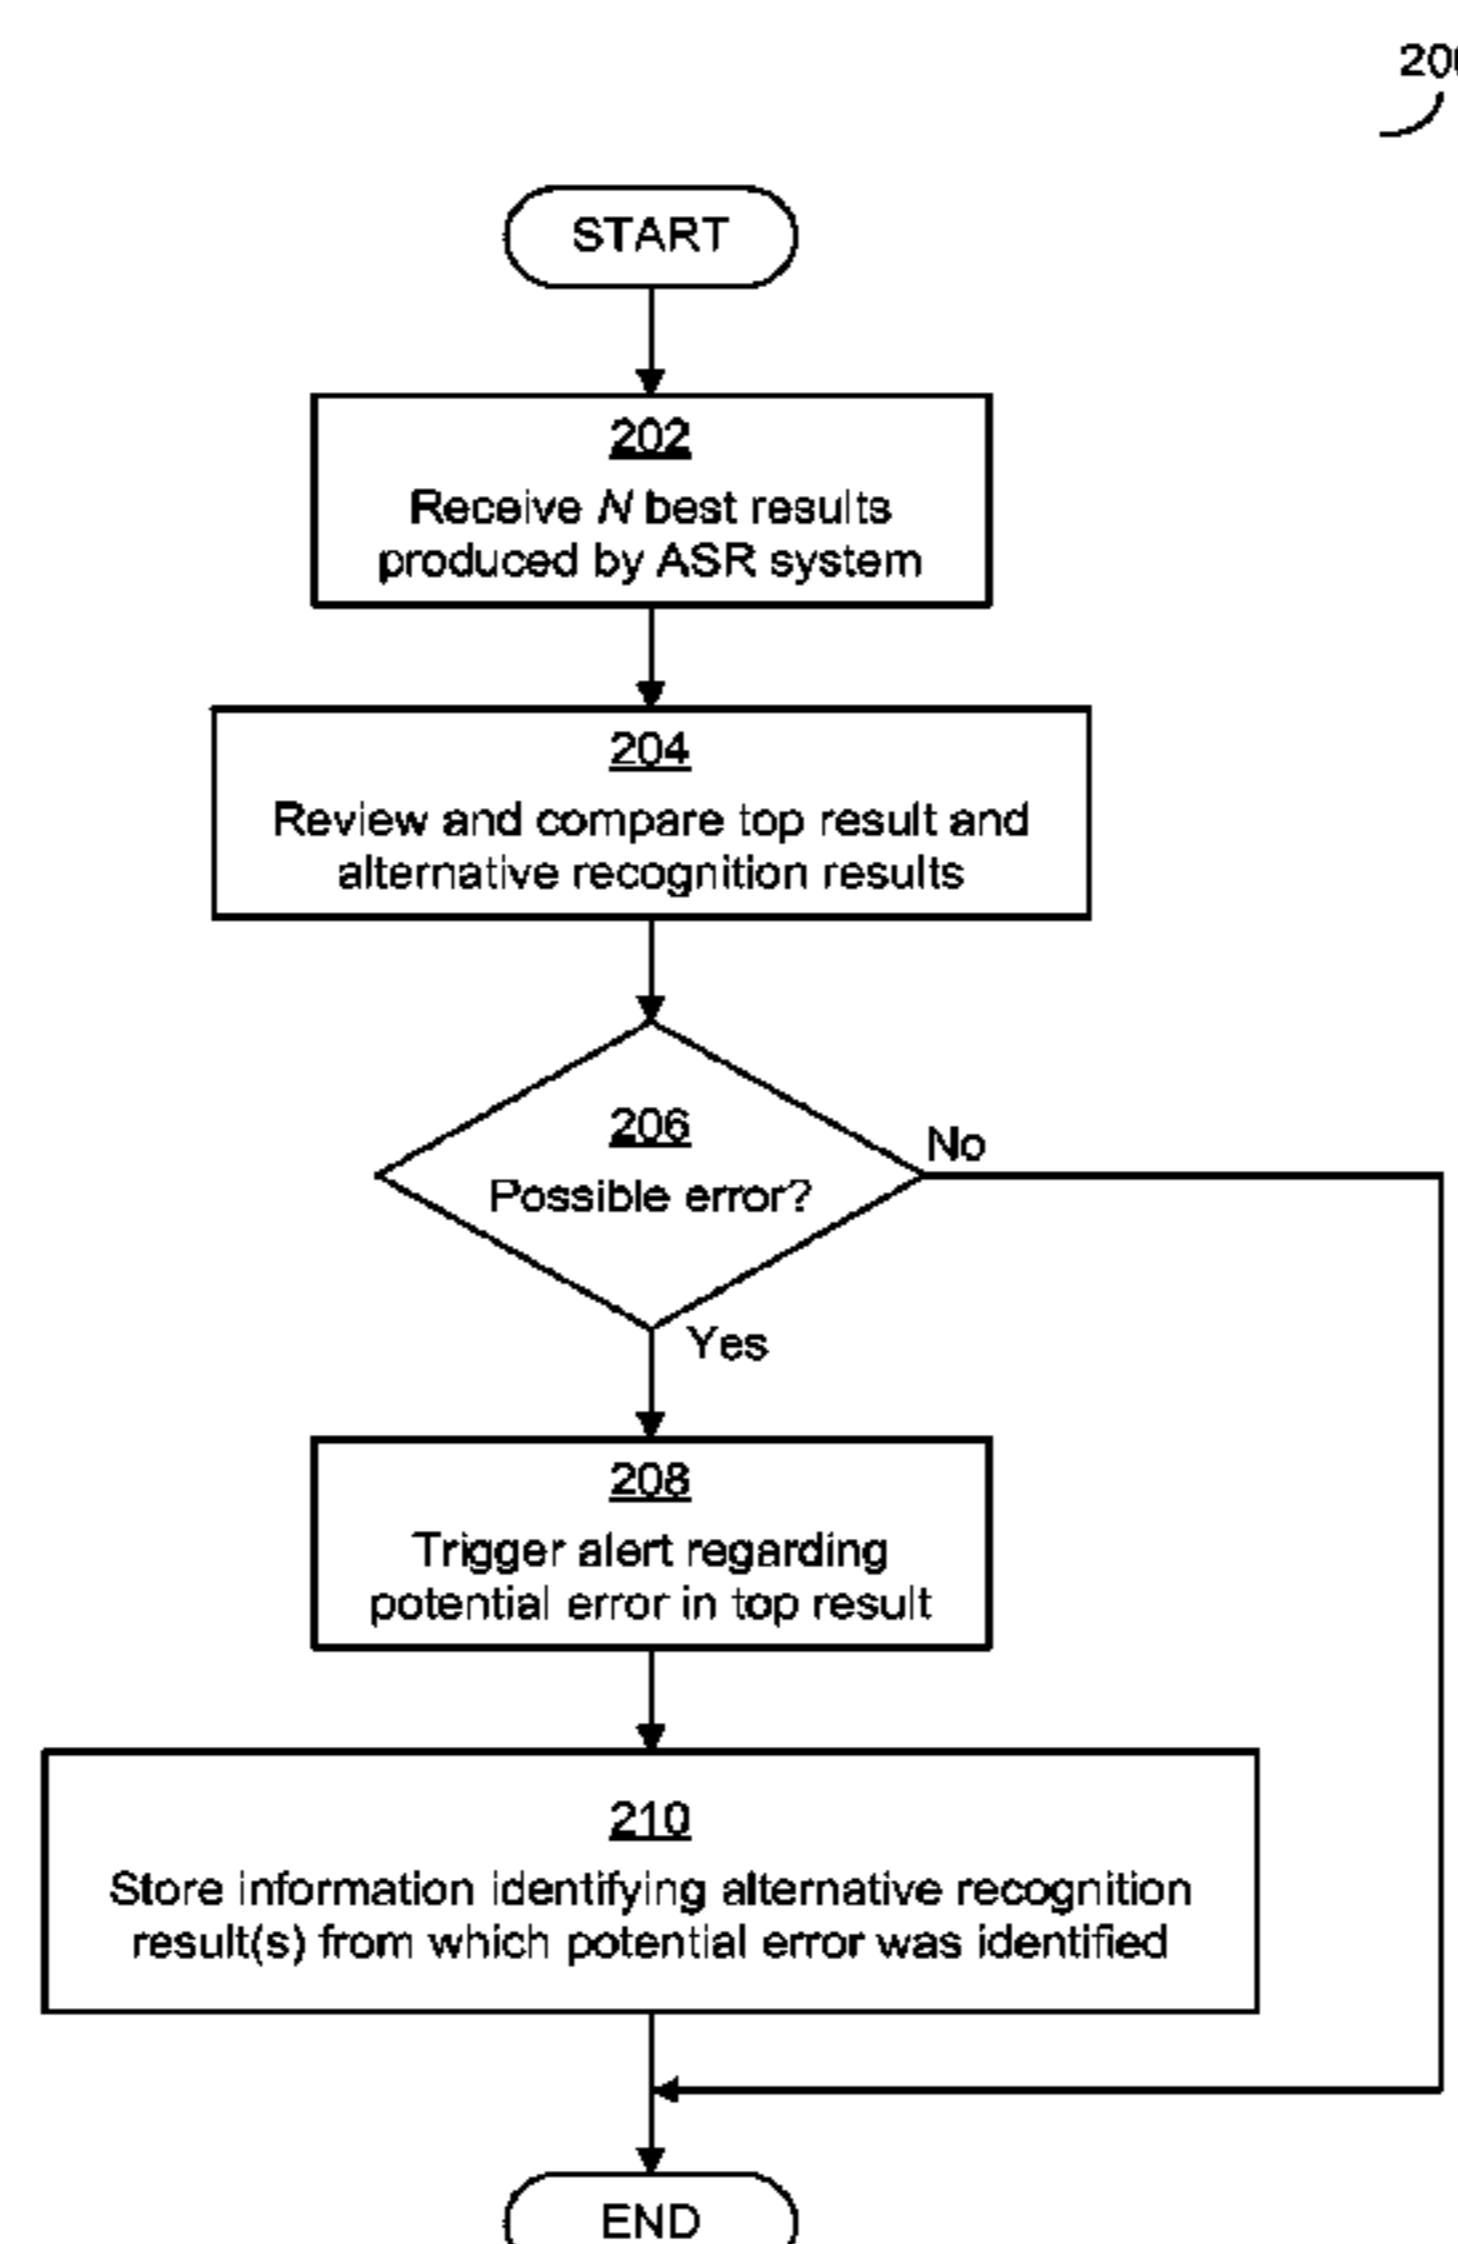 START
202
Receive N best results
produced by ASR system
204
Review and compare top result and
alternative recognition results
206
Possible error?
No
Yes
208
Trigger alert regarding
potential error in top result
210
Store information identifying alternative recognition
result(s) from which potential error was identified
END